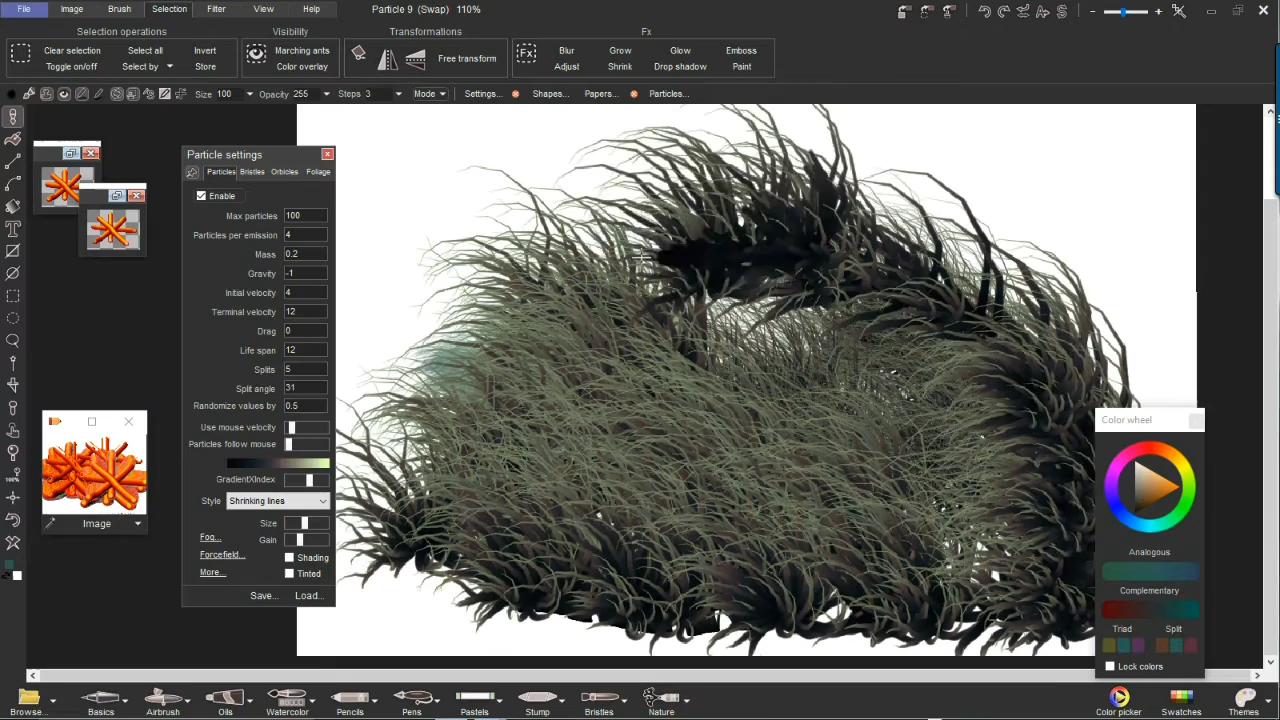 File Image Brush Selection Filter View Help Particle 9 (Swap) 110%
Selection operations Visibility Transformations Fx
Clear selection Select all Invert Marching ants Free transform Blur Grow Glow Emboss
Toggle on/off Select by Store Color overlay Adjust Shrink Drop shadow Paint
Fx
Size 100 Opacity 255 Steps 3 Mode Settings... Shapes... Papers... Particles...
Particle settings
Particles Bristles Orbicles Foliage
Enable
Max particles 100
Particles per emission 4
Mass 0.2
Gravity -1
Initial velocity 4
Terminal velocity 12
Drag 0
Life span 12
Splits 5
Split angle 31
Randomize values by 0.5
Use mouse velocity
Particles follow mouse
GradientXIndex
Style Shrinking lines
Size
Fog... Gain
Forcefield... Shading
More... Tinted
Save... Load...
Image
100%
Color wheel
Analogous
Complementary
Triad Split
Lock colors
Browse... Basics Airbrush Oils Watercolor Pencils Pens Pastels Stump Bristles Nature Color picker Swatches Themes